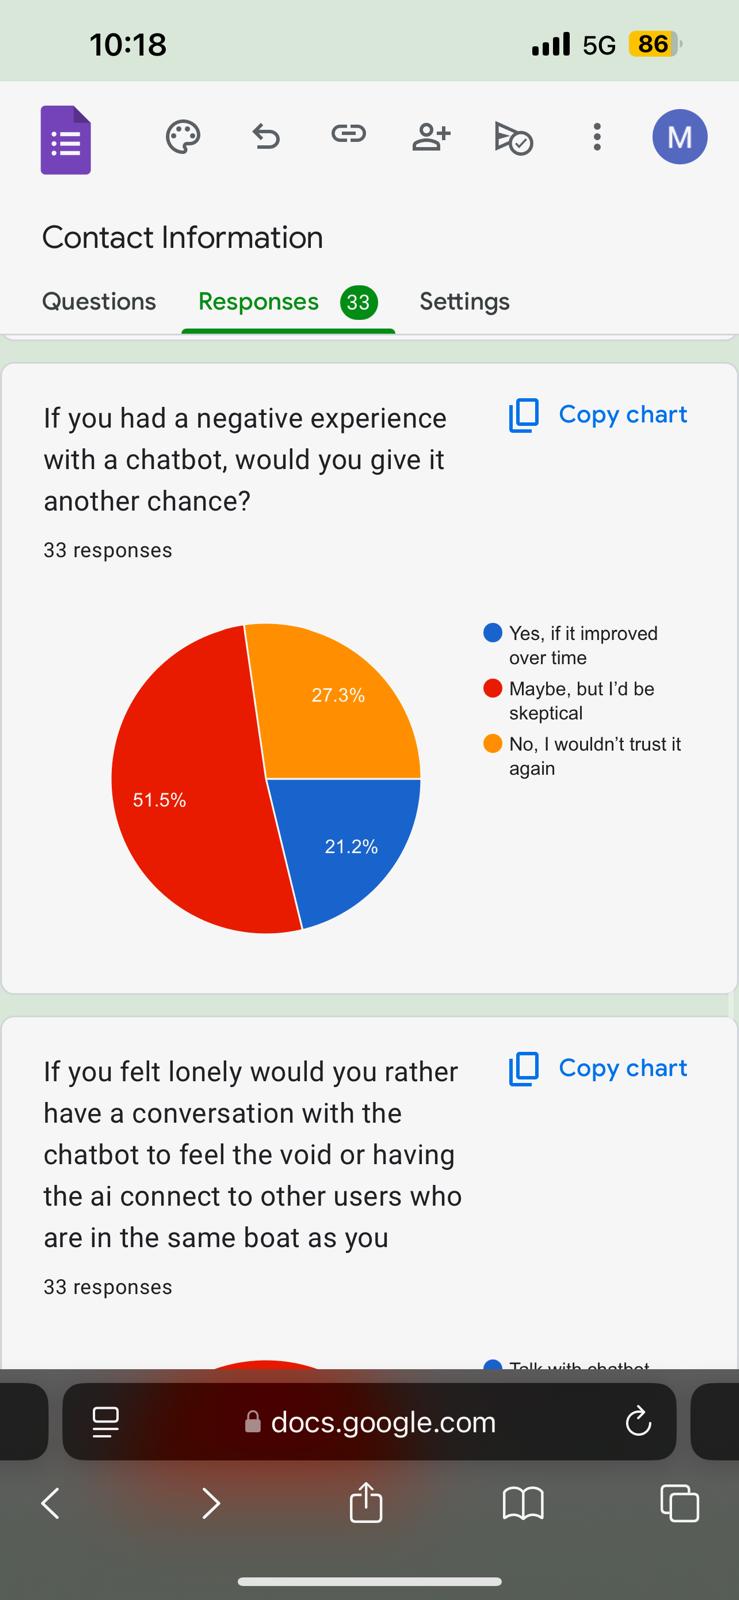 10:18
5G 86
M
Contact Information
Questions Responses 33 Settings
If you had a negative experience
with a chatbot, would you give it
another chance?
Copy chart
33 responses
27.3%
51.5%
21.2%
Yes, if it improved
over time
Maybe, but I'd be
skeptical
No, I wouldn't trust it
again
If you felt lonely would you rather
have a conversation with the
chatbot to feel the void or having
the ai connect to other users who
are in the same boat as you
Copy chart
33 responses
Talk with chatbot
docs.google.com